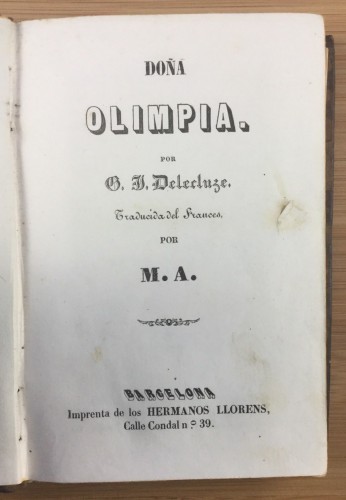 DOÑA
OLIMPIA.
POR
G. J. Delecluze.
Traducida del Frances,
POR
M. A.
BARCELONA
Imprenta de los HERMANOS LLORENS,
Calle Condal n.º 39.